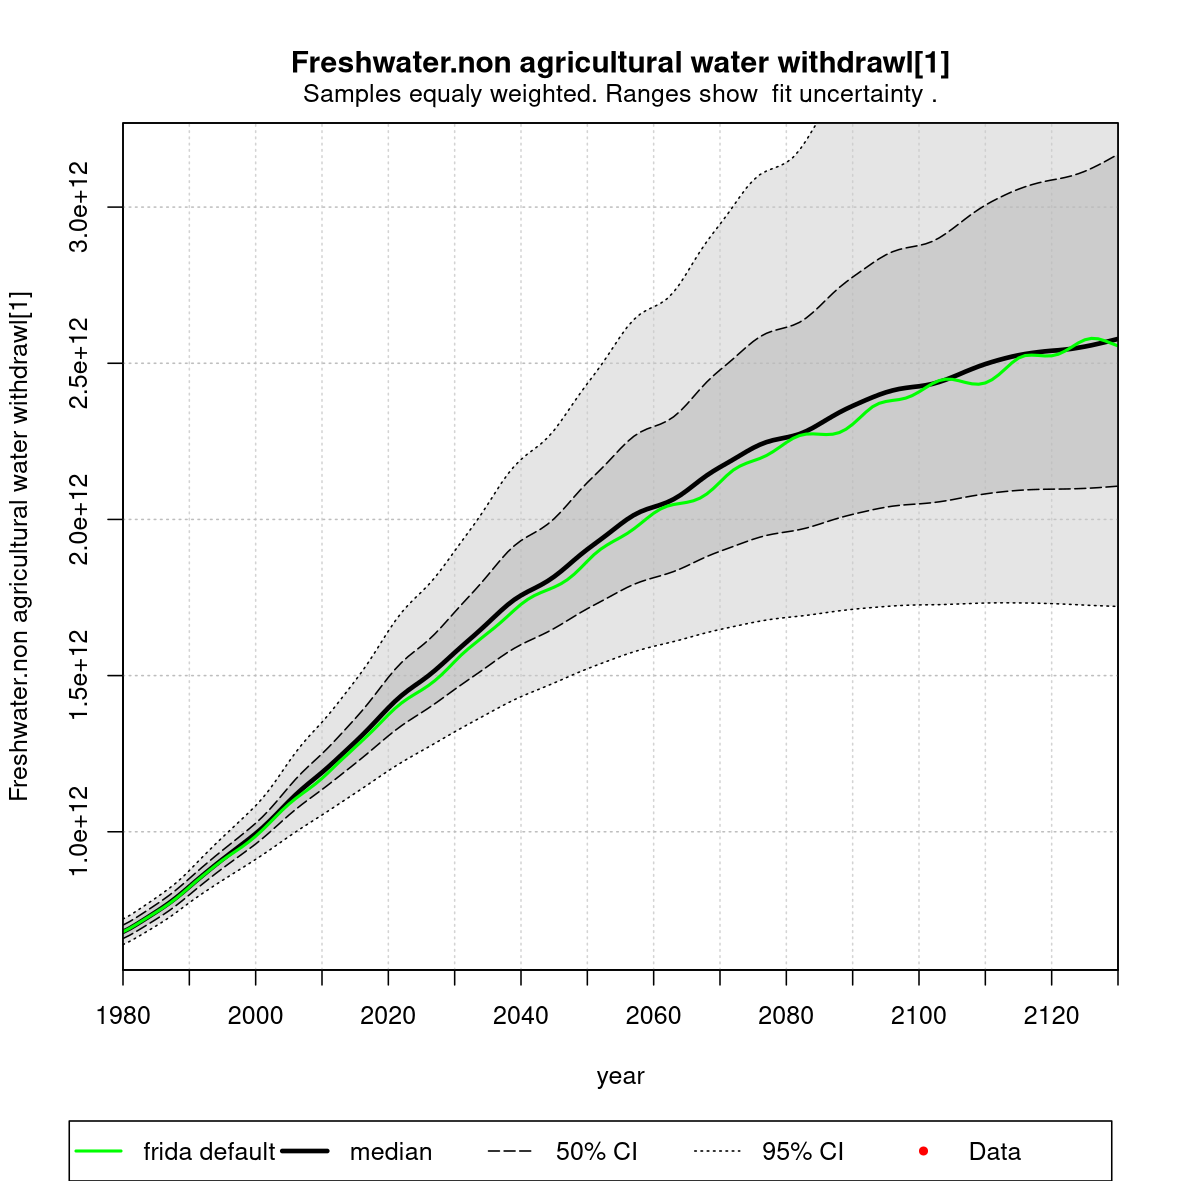 Freshwater.non agricultural water withdrawl[1]
Samples equaly weighted. Ranges show  fit uncertainty .
Freshwater.non agricultural water withdrawl[1]
3.0e+12
2.5e+12
2.0e+12
1.5e+12
1.0e+12
1980 2000 2020 2040 2060 2080 2100 2120
year
frida default median 50% CI 95% CI Data